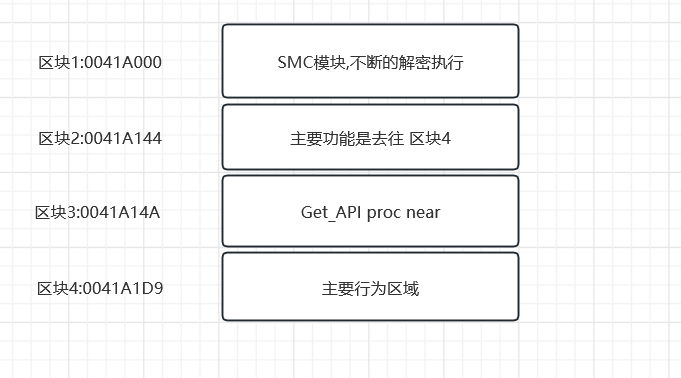 区块1:0041A000
SMC模块,不断的解密执行
区块2:0041A144
主要功能是去往 区块4
区块3:0041A14A
Get_API proc near
区块4:0041A1D9
主要行为区域